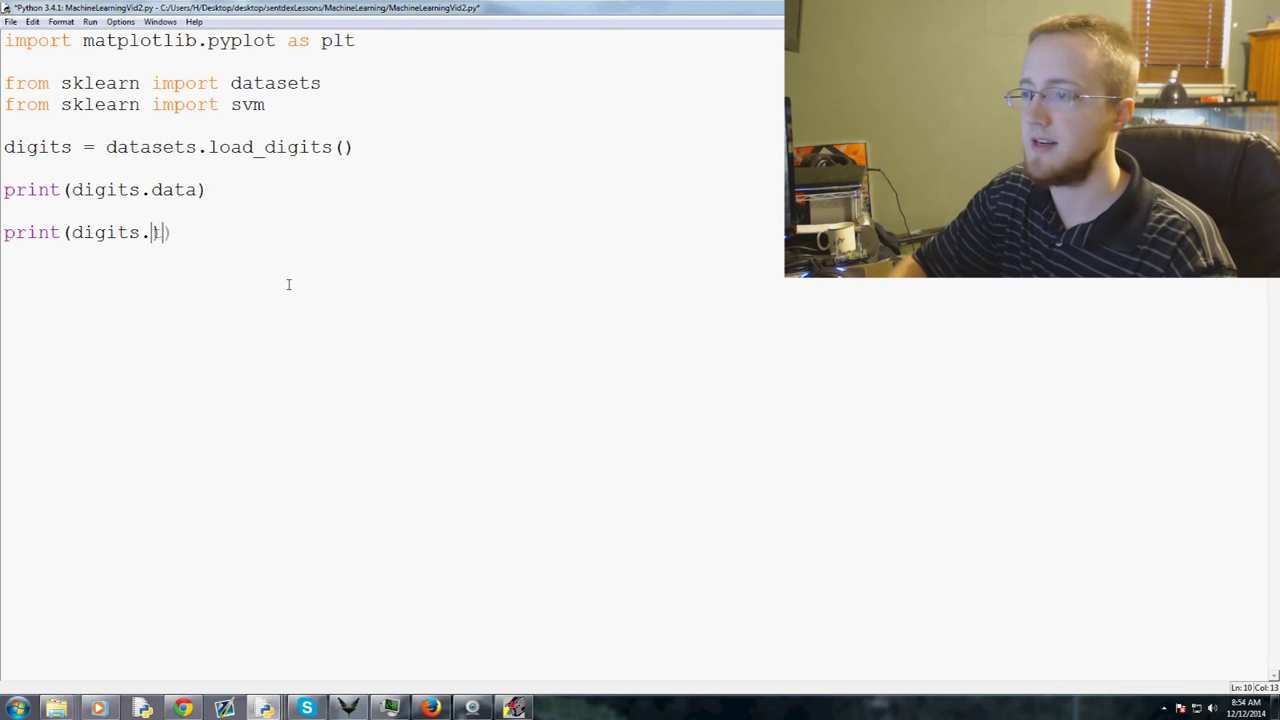 *Python 3.4.1: MachineLearningVid2.py - C:/Users/H/Desktop/desktop/sentdexLessons/MachineLearning/MachineLearningVid2.py*
File Edit Format Run Options Windows Help
import matplotlib.pyplot as plt
from sklearn import datasets
from sklearn import svm
digits = datasets.load_digits()
print(digits.data)
print(digits.
Ln: 10 Col: 13
8:54 AM
12/12/2014